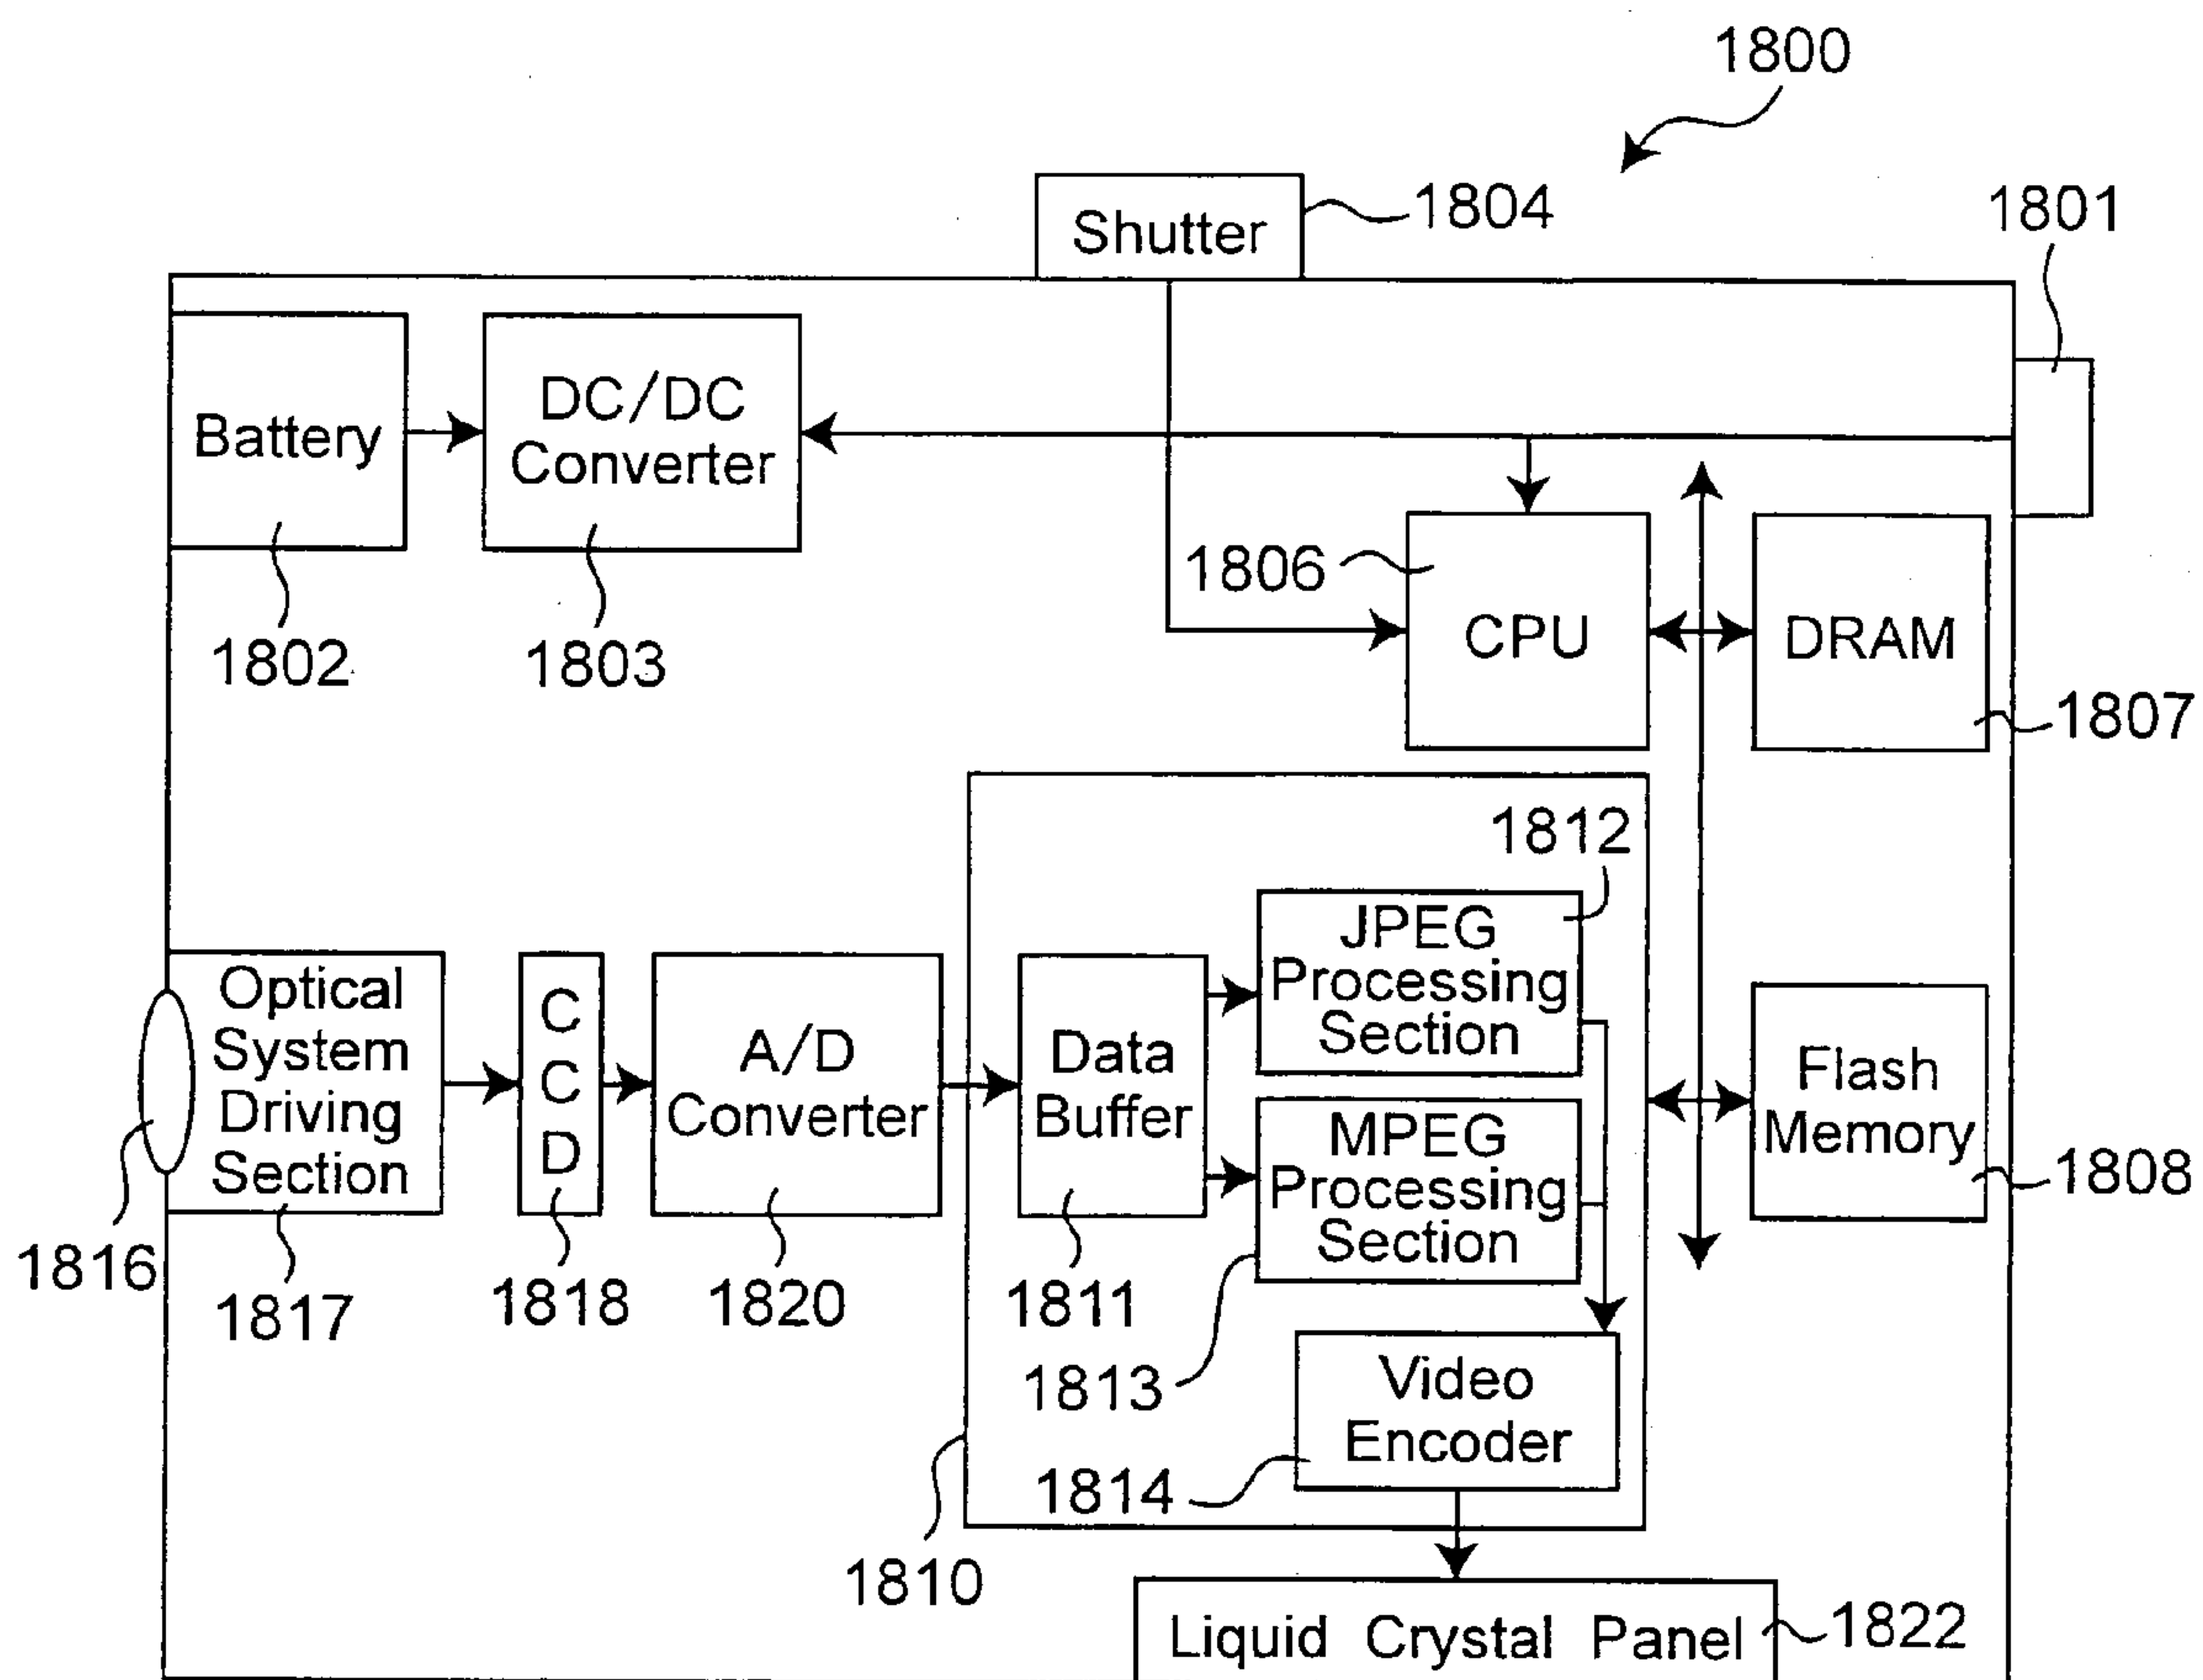 1800
1804
1801
Shutter
Battery
DC/DC
Converter
1806
CPU
DRAM
1802
1803
1807
1812
JPEG
Processing
Section
Optical
System
Driving
Section
C
C
D
A/D
Converter
Data
Buffer
MPEG
Processing
Section
Flash
Memory
1808
1816
1817
1818
1820
1811
1813
Video
Encoder
1814
1810
Liquid Crystal Panel
1822